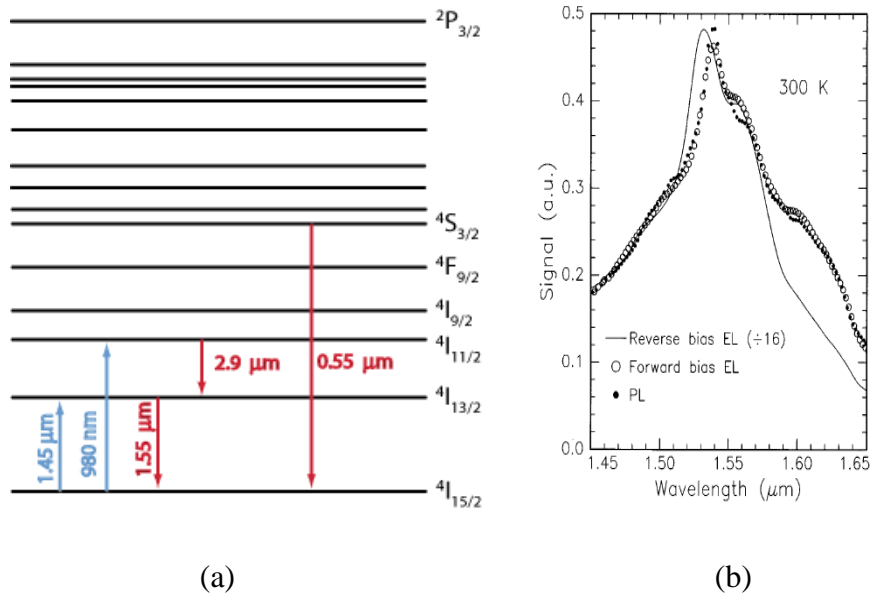 ²P₃/₂
⁴S₃/₂
⁴F₉/₂
⁴I₉/₂
⁴I₁₁/₂
2.9 μm
0.55 μm
⁴I₁₃/₂
1.45 μm
980 nm
1.55 μm
⁴I₁₅/₂
(a)
0.5
0.4
0.3
0.2
0.1
0.0
Signal (a.u.)
300 K
Reverse bias EL (÷16)
Forward bias EL
PL
1.45 1.50 1.55 1.60 1.65
Wavelength (μm)
(b)